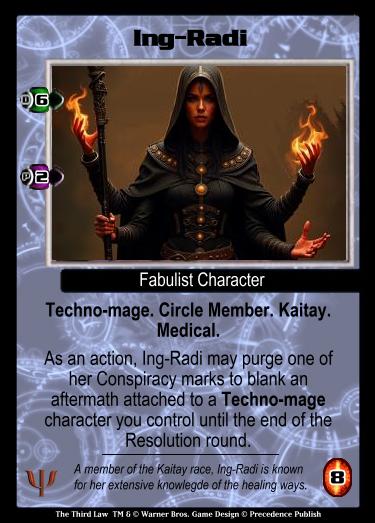 Ing-Radi
D 6
P 2
Fabulist Character
Techno-mage. Circle Member. Kaitay.
Medical.
As an action, Ing-Radi may purge one of
her Conspiracy marks to blank an
aftermath attached to a Techno-mage
character you control until the end of the
Resolution round.
A member of the Kaitay race, Ing-Radi is known
for her extensive knowlegde of the healing ways.
8
The Third Law TM & © Warner Bros. Game Design © Precedence Publish